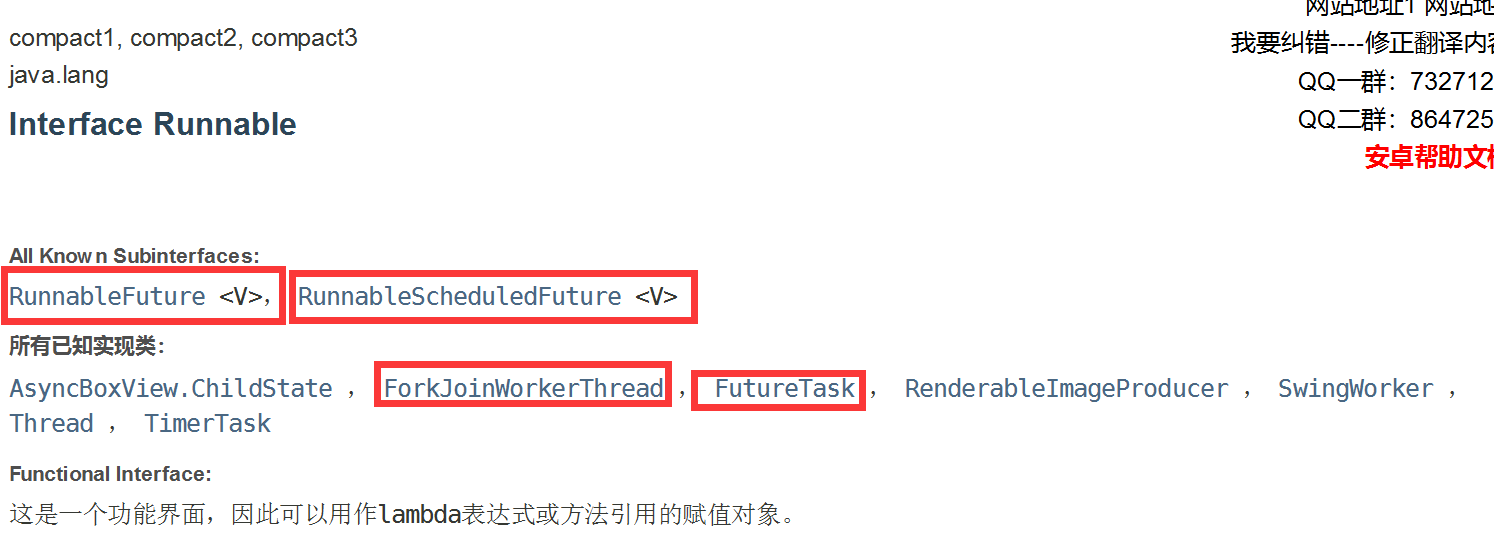 网站地址1 网站地
compact1, compact2, compact3
我要纠错----修正翻译内容
java.lang
QQ一群：732712
Interface Runnable
QQ二群：864725
安卓帮助文档
All Known Subinterfaces:
RunnableFuture <V>, RunnableScheduledFuture <V>
所有已知实现类：
AsyncBoxView.ChildState ， ForkJoinWorkerThread ， FutureTask ， RenderableImageProducer ， SwingWorker ，
Thread ， TimerTask
Functional Interface:
这是一个功能界面，因此可以用作lambda表达式或方法引用的赋值对象。